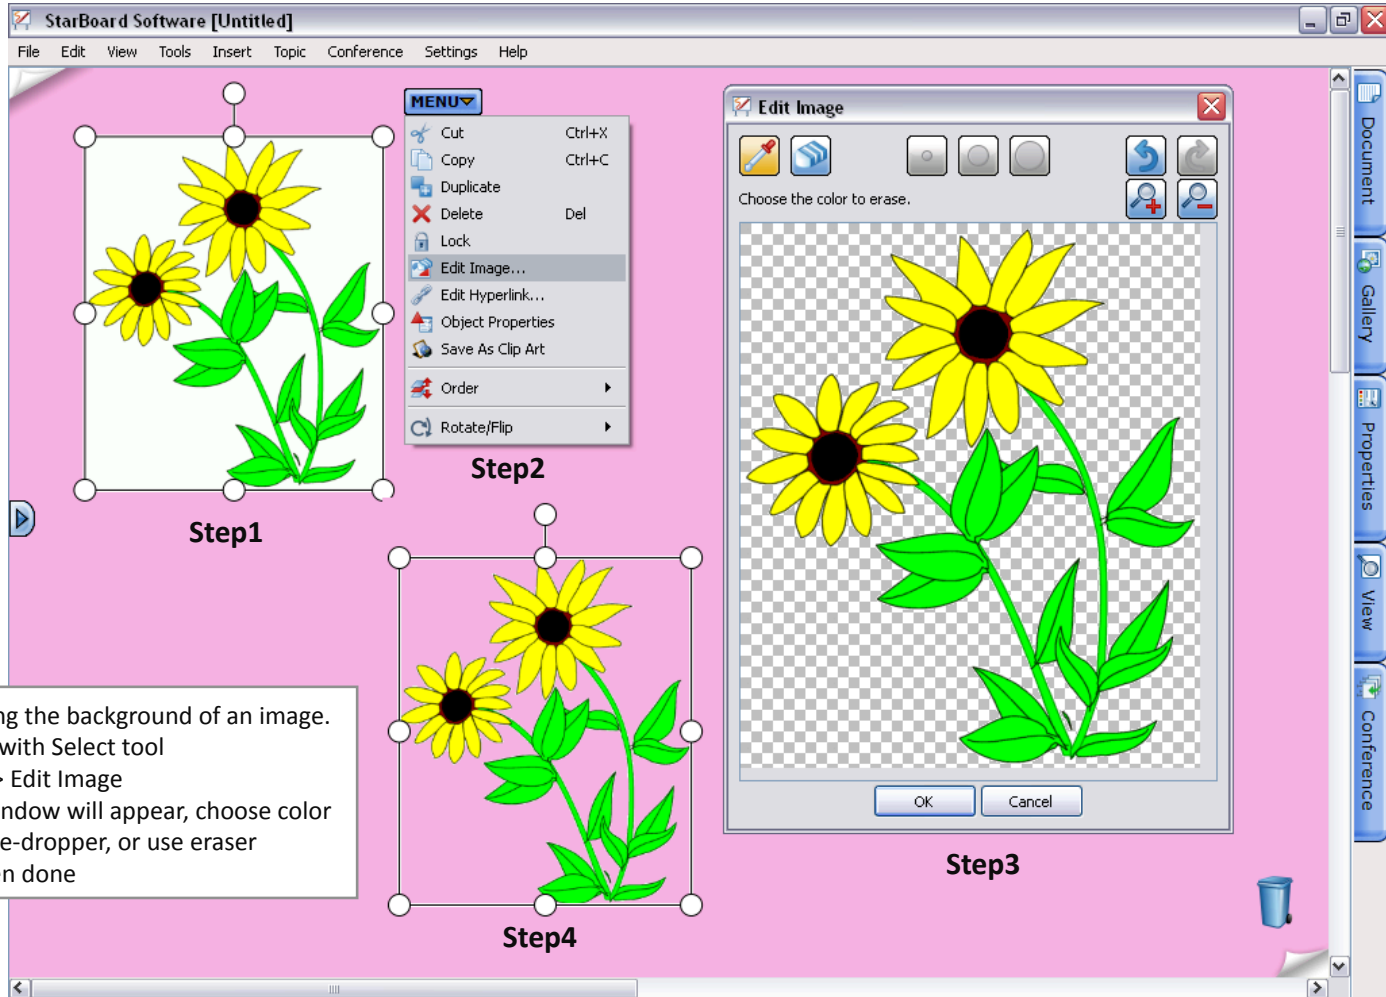 StarBoard Software [Untitled]
File Edit View Tools Insert Topic Conference Settings Help
MENU
Cut Ctrl+X
Copy Ctrl+C
Duplicate
Delete Del
Lock
Edit Image...
Edit Hyperlink...
Object Properties
Save As Clip Art
Order
Rotate/Flip
Step2
Step1
Edit Image
Choose the color to erase.
OK Cancel
Step3
ng the background of an image.
with Select tool
> Edit Image
ndow will appear, choose color
e-dropper, or use eraser
en done
Step4
Document
Gallery
Properties
View
Conference